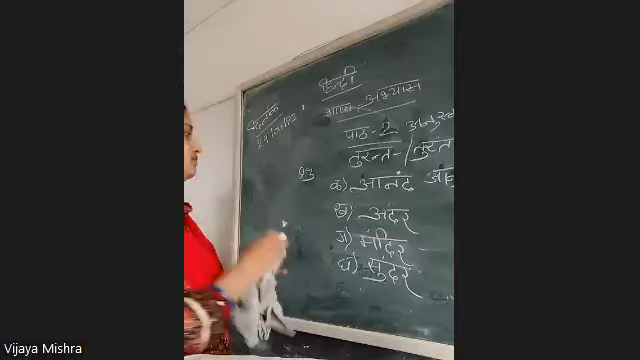 हिन्दी
दिनांक
भाषा अभ्यास
पाठ-2
तुरन्त-/तुरंत
क) आनंद
ख) अंदर
ग) मंदिर
घ) सुंदर
Vijaya Mishra